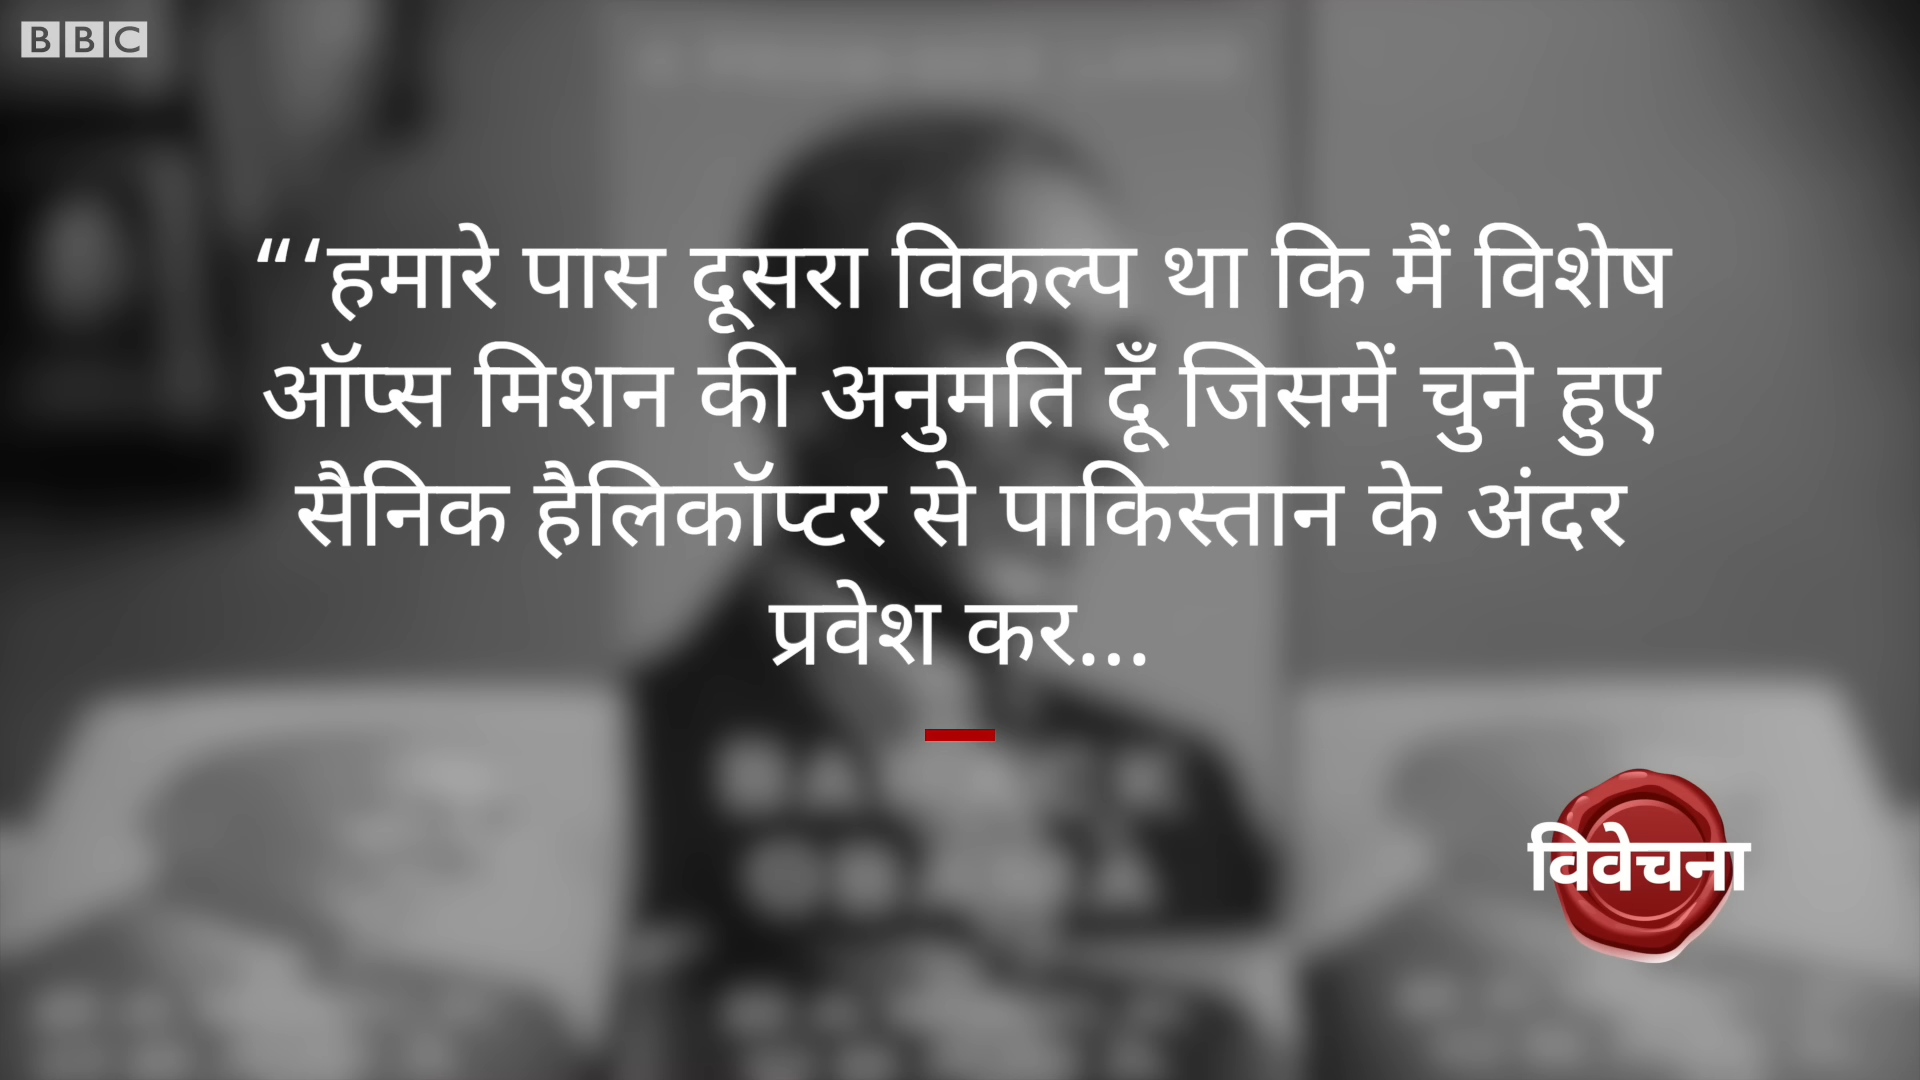 BBC
“ ‘हमारे पास दूसरा विकल्प था कि मैं विशेष
ऑप्स मिशन की अनुमति दूँ जिसमें चुने हुए
सैनिक हैलिकॉप्टर से पाकिस्तान के अंदर
प्रवेश कर...
विवेचना